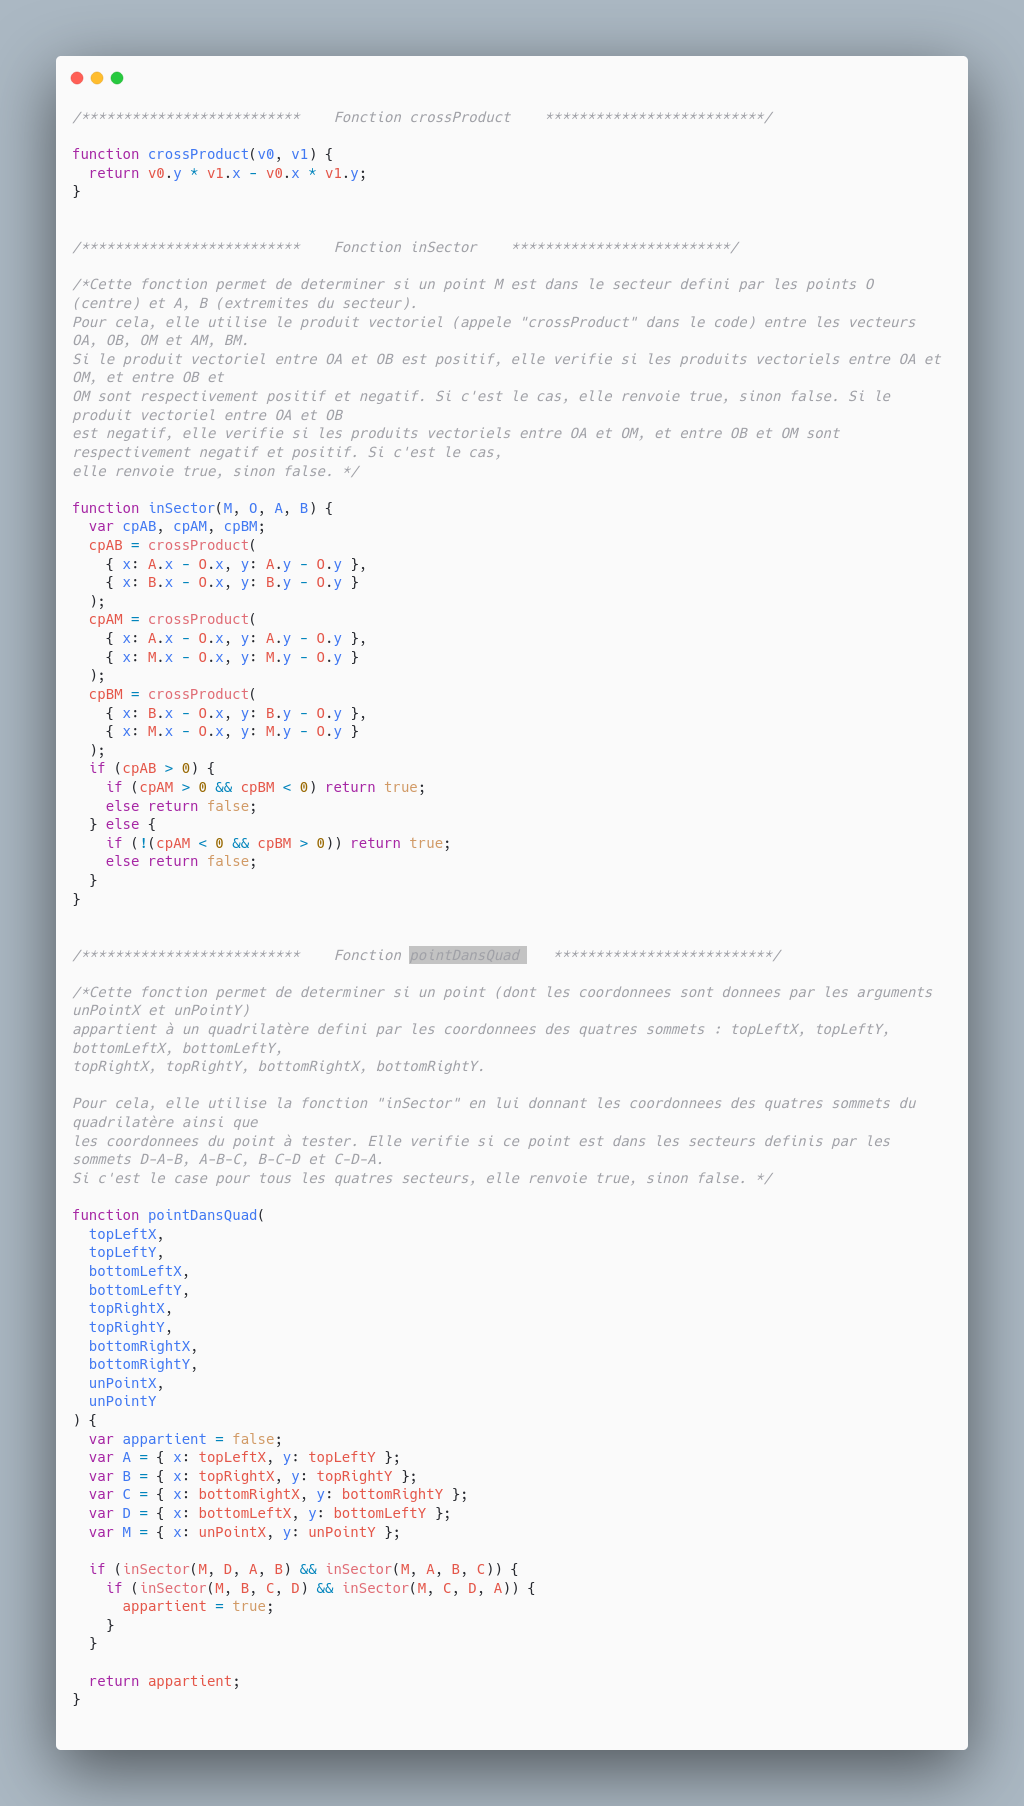 /**************************    Fonction crossProduct    **************************/
function crossProduct(v0, v1) {
  return v0.y * v1.x - v0.x * v1.y;
}
/**************************    Fonction inSector    **************************/
/*Cette fonction permet de determiner si un point M est dans le secteur defini par les points O
(centre) et A, B (extremites du secteur).
Pour cela, elle utilise le produit vectoriel (appele "crossProduct" dans le code) entre les vecteurs
OA, OB, OM et AM, BM.
Si le produit vectoriel entre OA et OB est positif, elle verifie si les produits vectoriels entre OA et
OM, et entre OB et
OM sont respectivement positif et negatif. Si c'est le cas, elle renvoie true, sinon false. Si le
produit vectoriel entre OA et OB
est negatif, elle verifie si les produits vectoriels entre OA et OM, et entre OB et OM sont
respectivement negatif et positif. Si c'est le cas,
elle renvoie true, sinon false. */
function inSector(M, O, A, B) {
  var cpAB, cpAM, cpBM;
  cpAB = crossProduct(
    { x: A.x - O.x, y: A.y - O.y },
    { x: B.x - O.x, y: B.y - O.y }
  );
  cpAM = crossProduct(
    { x: A.x - O.x, y: A.y - O.y },
    { x: M.x - O.x, y: M.y - O.y }
  );
  cpBM = crossProduct(
    { x: B.x - O.x, y: B.y - O.y },
    { x: M.x - O.x, y: M.y - O.y }
  );
  if (cpAB > 0) {
    if (cpAM > 0 && cpBM < 0) return true;
    else return false;
  } else {
    if (!(cpAM < 0 && cpBM > 0)) return true;
    else return false;
  }
}
/**************************    Fonction pointDansQuad    **************************/
/*Cette fonction permet de determiner si un point (dont les coordonnees sont donnees par les arguments
unPointX et unPointY)
appartient à un quadrilatère defini par les coordonnees des quatres sommets : topLeftX, topLeftY,
bottomLeftX, bottomLeftY,
topRightX, topRightY, bottomRightX, bottomRightY.
Pour cela, elle utilise la fonction "inSector" en lui donnant les coordonnees des quatres sommets du
quadrilatère ainsi que
les coordonnees du point à tester. Elle verifie si ce point est dans les secteurs definis par les
sommets D-A-B, A-B-C, B-C-D et C-D-A.
Si c'est le case pour tous les quatres secteurs, elle renvoie true, sinon false. */
function pointDansQuad(
  topLeftX,
  topLeftY,
  bottomLeftX,
  bottomLeftY,
  topRightX,
  topRightY,
  bottomRightX,
  bottomRightY,
  unPointX,
  unPointY
) {
  var appartient = false;
  var A = { x: topLeftX, y: topLeftY };
  var B = { x: topRightX, y: topRightY };
  var C = { x: bottomRightX, y: bottomRightY };
  var D = { x: bottomLeftX, y: bottomLeftY };
  var M = { x: unPointX, y: unPointY };
  if (inSector(M, D, A, B) && inSector(M, A, B, C)) {
    if (inSector(M, B, C, D) && inSector(M, C, D, A)) {
      appartient = true;
    }
  }
  return appartient;
}